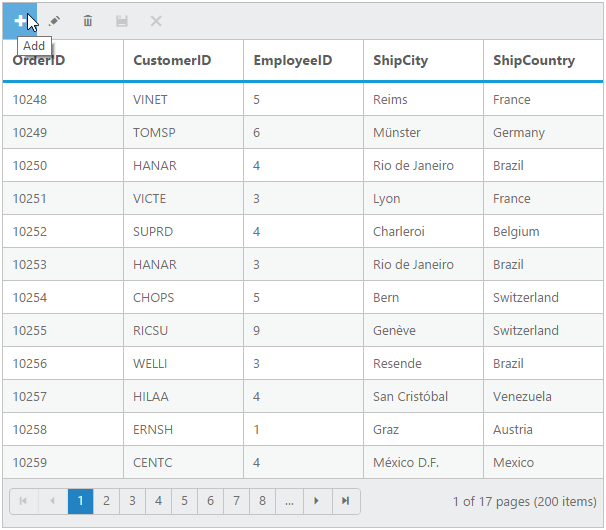 Add
OrderID CustomerID EmployeeID ShipCity ShipCountry
10248 VINET 5 Reims France
10249 TOMSP 6 Münster Germany
10250 HANAR 4 Rio de Janeiro Brazil
10251 VICTE 3 Lyon France
10252 SUPRD 4 Charleroi Belgium
10253 HANAR 3 Rio de Janeiro Brazil
10254 CHOPS 5 Bern Switzerland
10255 RICSU 9 Genève Switzerland
10256 WELLI 3 Resende Brazil
10257 HILAA 4 San Cristóbal Venezuela
10258 ERNSH 1 Graz Austria
10259 CENTC 4 México D.F. Mexico
1 2 3 4 5 6 7 8 ... 1 of 17 pages (200 items)